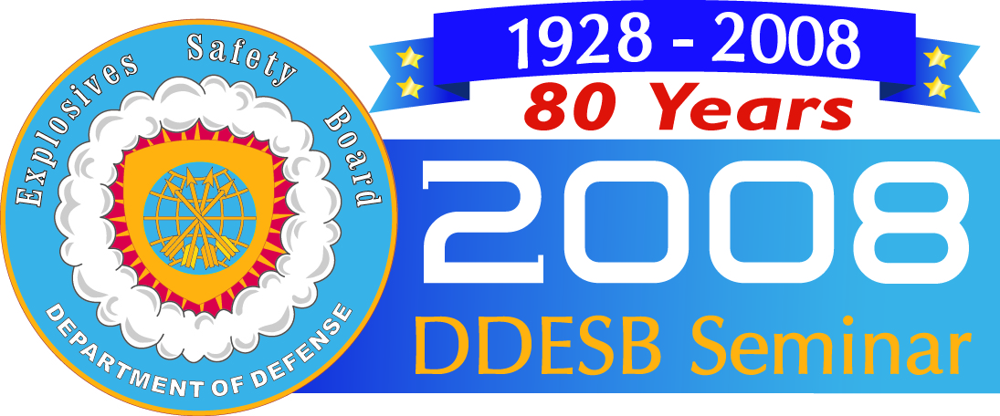 Explosives Safety Board
DEPARTMENT OF DEFENSE
1928 - 2008
80 Years
2008
DDESB Seminar